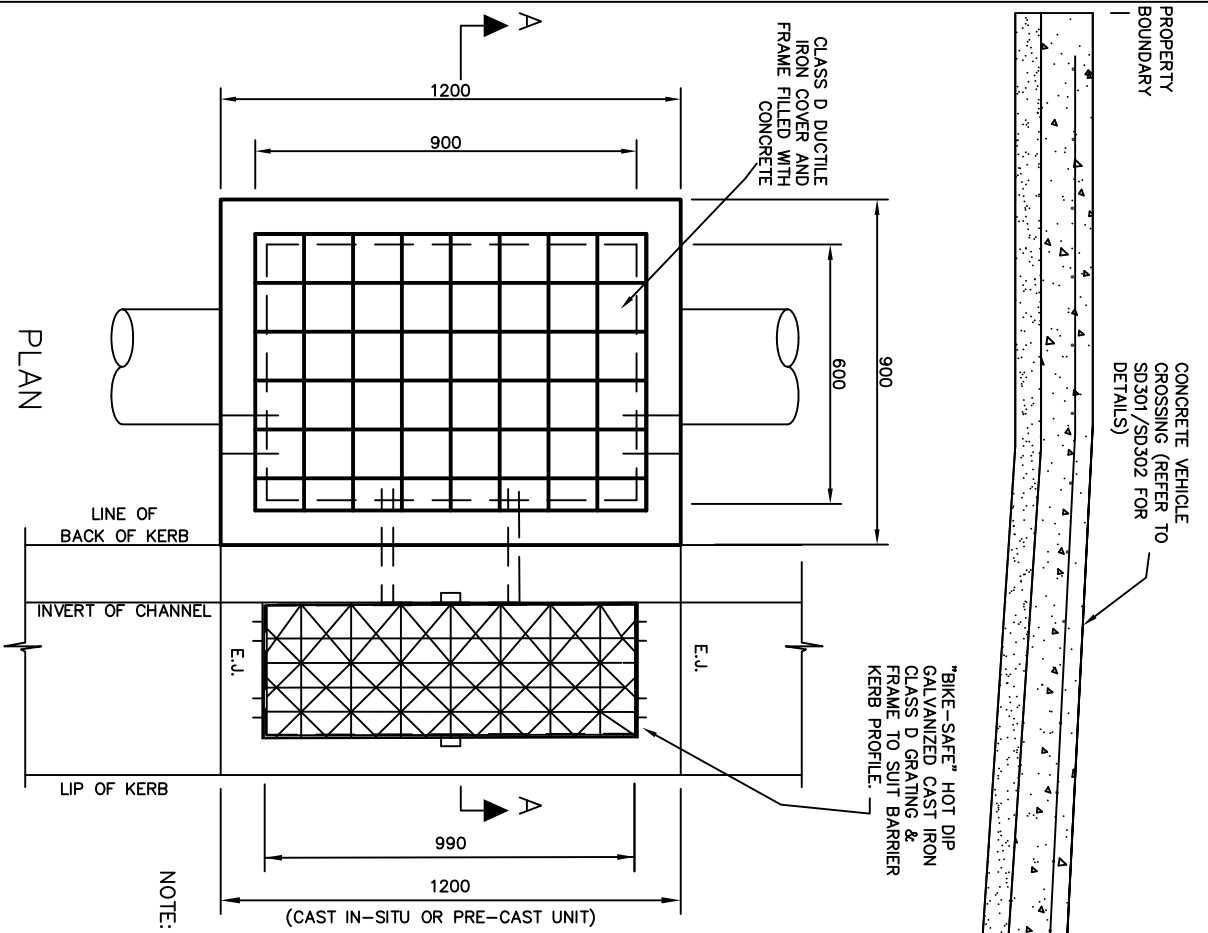 PROPERTY
BOUNDARY
CONCRETE VEHICLE
CROSSING (REFER TO
SD301/SD302 FOR
DETAILS)
A
1200
900
CLASS D DUCTILE
IRON COVER AND
FRAME FILLED WITH
CONCRETE
900
600
PLAN
LINE OF
BACK OF KERB
INVERT OF CHANNEL
E.J.
E.J.
LIP OF KERB
"BIKE-SAFE" HOT DIP
GALVANIZED CAST IRON
CLASS D GRATING &
FRAME TO SUIT BARRIER
KERB PROFILE.
A
990
1200
(CAST IN-SITU OR PRE-CAST UNIT)
NOTE: